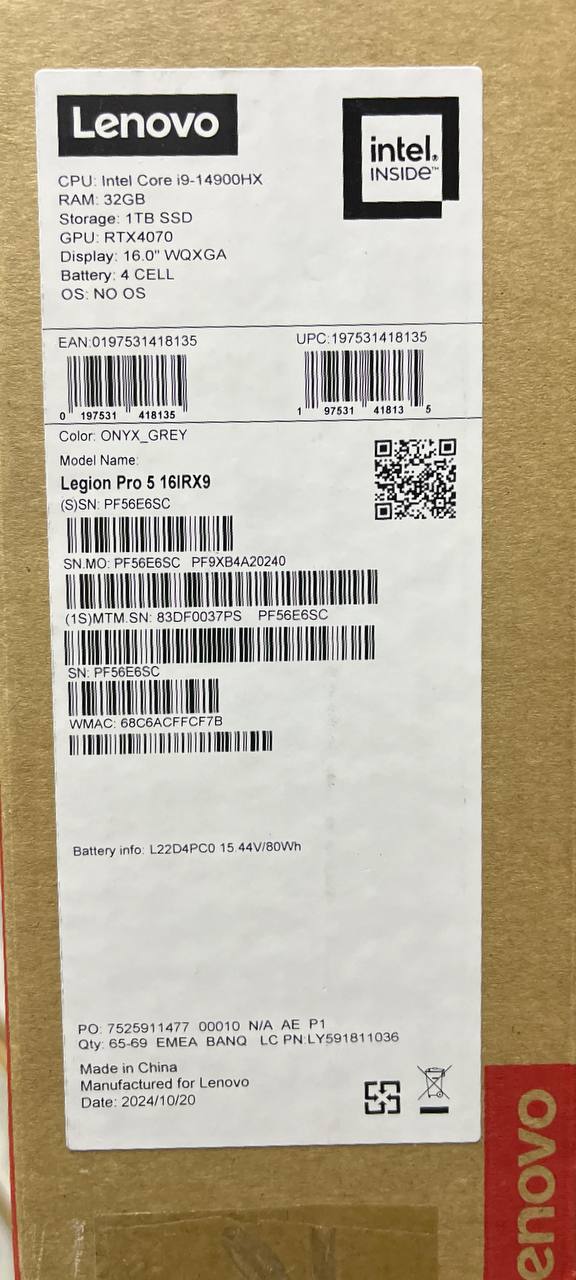 Lenovo
intel.
INSIDE™
CPU: Intel Core i9-14900HX
RAM: 32GB
Storage: 1TB SSD
GPU: RTX4070
Display: 16.0" WQXGA
Battery: 4 CELL
OS: NO OS
EAN:0197531418135
UPC:197531418135
0 197531 418135
1 97531 41813 5
Color: ONYX_GREY
Model Name:
Legion Pro 5 16IRX9
(S)SN: PF56E6SC
SN.MO: PF56E6SC PF9XB4A20240
(1S)MTM.SN: 83DF0037PS PF56E6SC
SN: PF56E6SC
WMAC: 68C6ACFFCF7B
Battery info: L22D4PC0 15.44V/80Wh
PO: 7525911477 00010 N/A AE P1
Qty: 65-69 EMEA BANQ LC PN:LY591811036
Made in China
Manufactured for Lenovo
Date: 2024/10/20
enovo